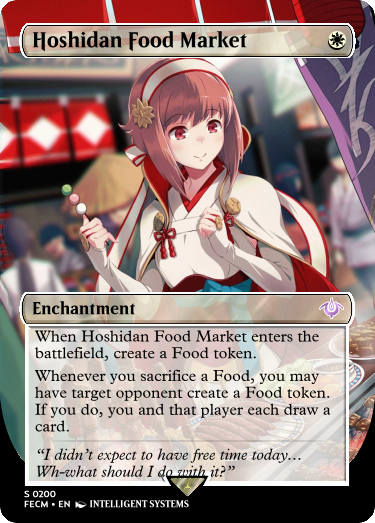 Hoshidan Food Market
Enchantment
When Hoshidan Food Market enters the
battlefield, create a Food token.
Whenever you sacrifice a Food, you may
have target opponent create a Food token.
If you do, you and that player each draw a
card.
“I didn’t expect to have free time today…
Wh-what should I do with it?”
S 0200
FECM • EN INTELLIGENT SYSTEMS